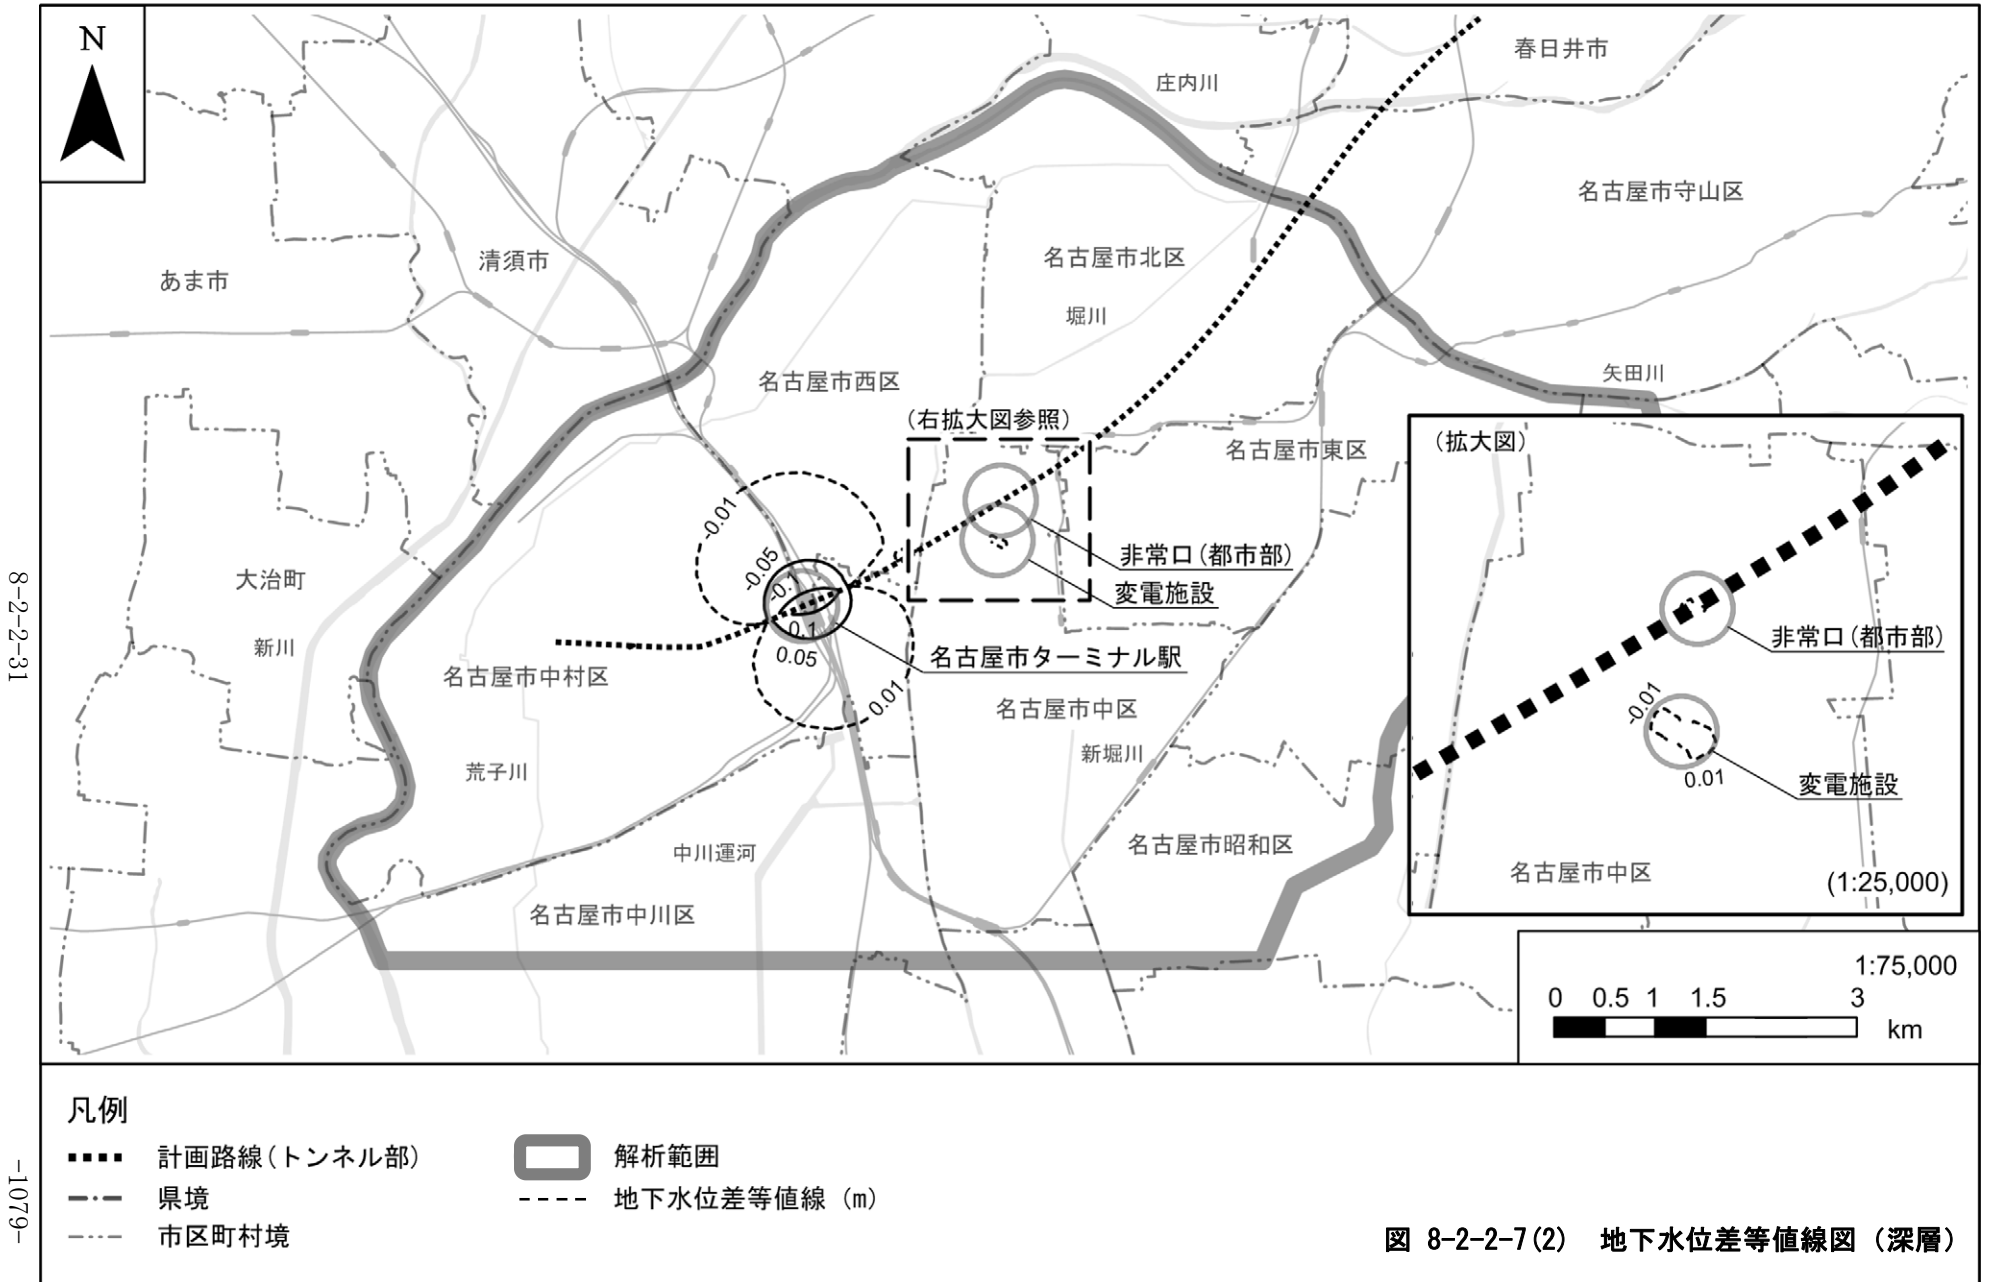 N
春日井市
庄内川
名古屋市守山区
名古屋市北区
清須市
あま市
堀川
矢田川
名古屋市西区
(右拡大図参照)
(拡大図)
名古屋市東区
-0.01
-0.05
-0.1
0.1
0.05
0.01
非常口(都市部)
変電施設
大治町
新川
名古屋市ターミナル駅
名古屋市中村区
名古屋市中区
新堀川
荒子川
名古屋市昭和区
中川運河
名古屋市中川区
非常口(都市部)
-0.01
0.01
変電施設
名古屋市中区
(1:25,000)
1:75,000
0 0.5 1 1.5 3
km
凡例
計画路線(トンネル部)
県境
市区町村境
解析範囲
地下水位差等値線 (m)
図 8-2-2-7(2) 地下水位差等値線図 (深層)
8-2-2-31
-1079-